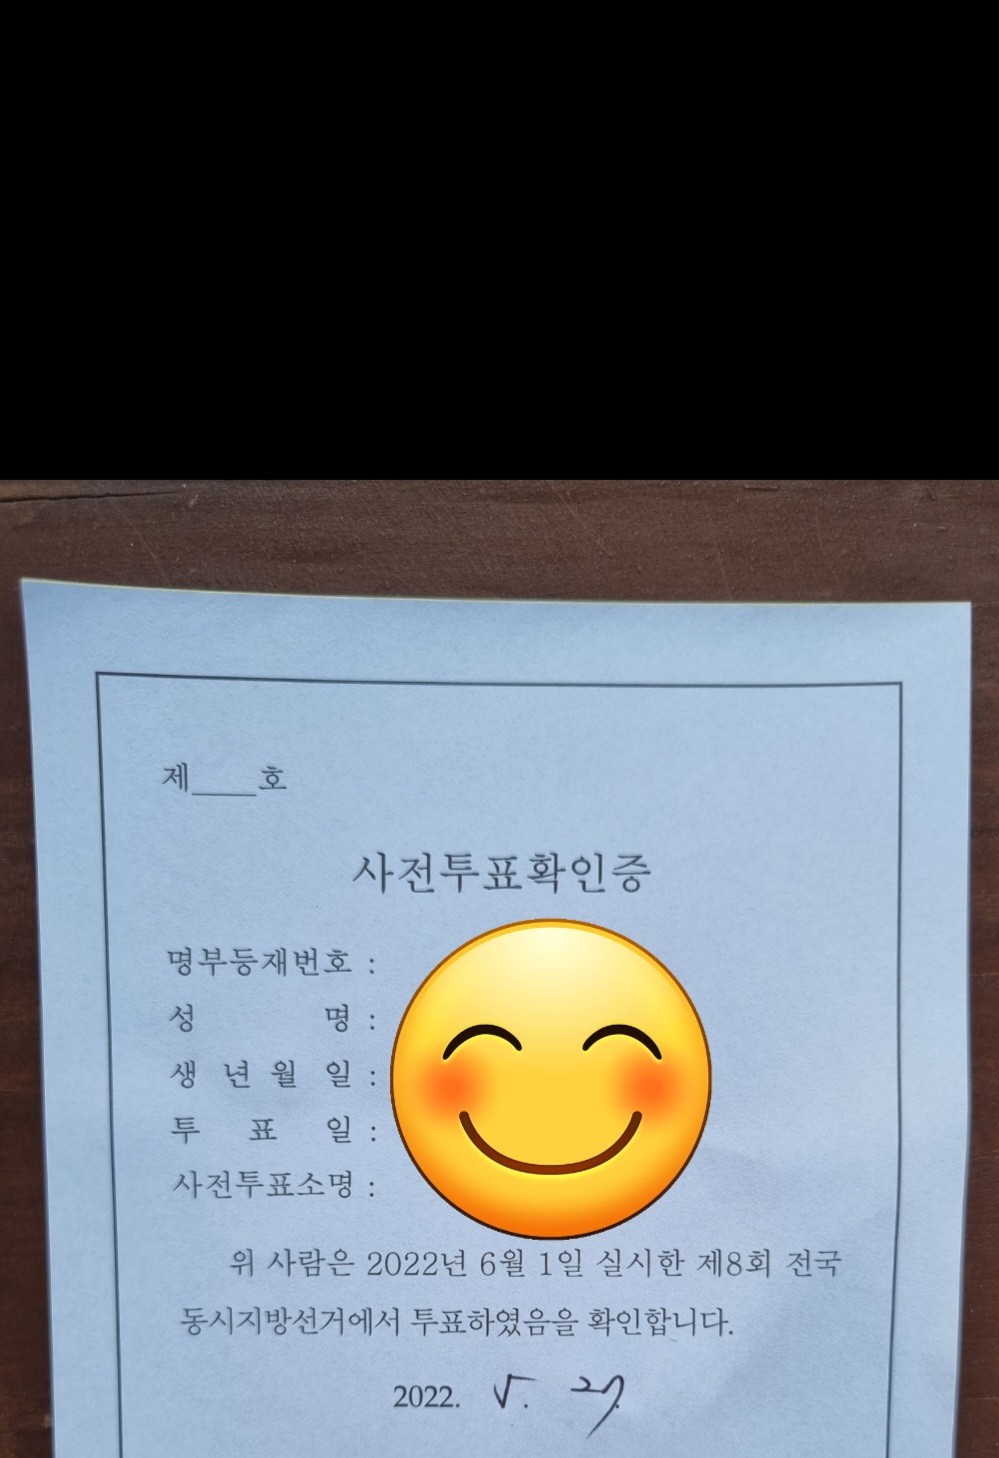 제____호
사전투표확인증
명부등재번호 :
성 명 :
생 년 월 일 :
투 표 일 :
사전투표소명 :
위 사람은 2022년 6월 1일 실시한 제8회 전국
동시지방선거에서 투표하였음을 확인합니다.
2022. 5. 27.